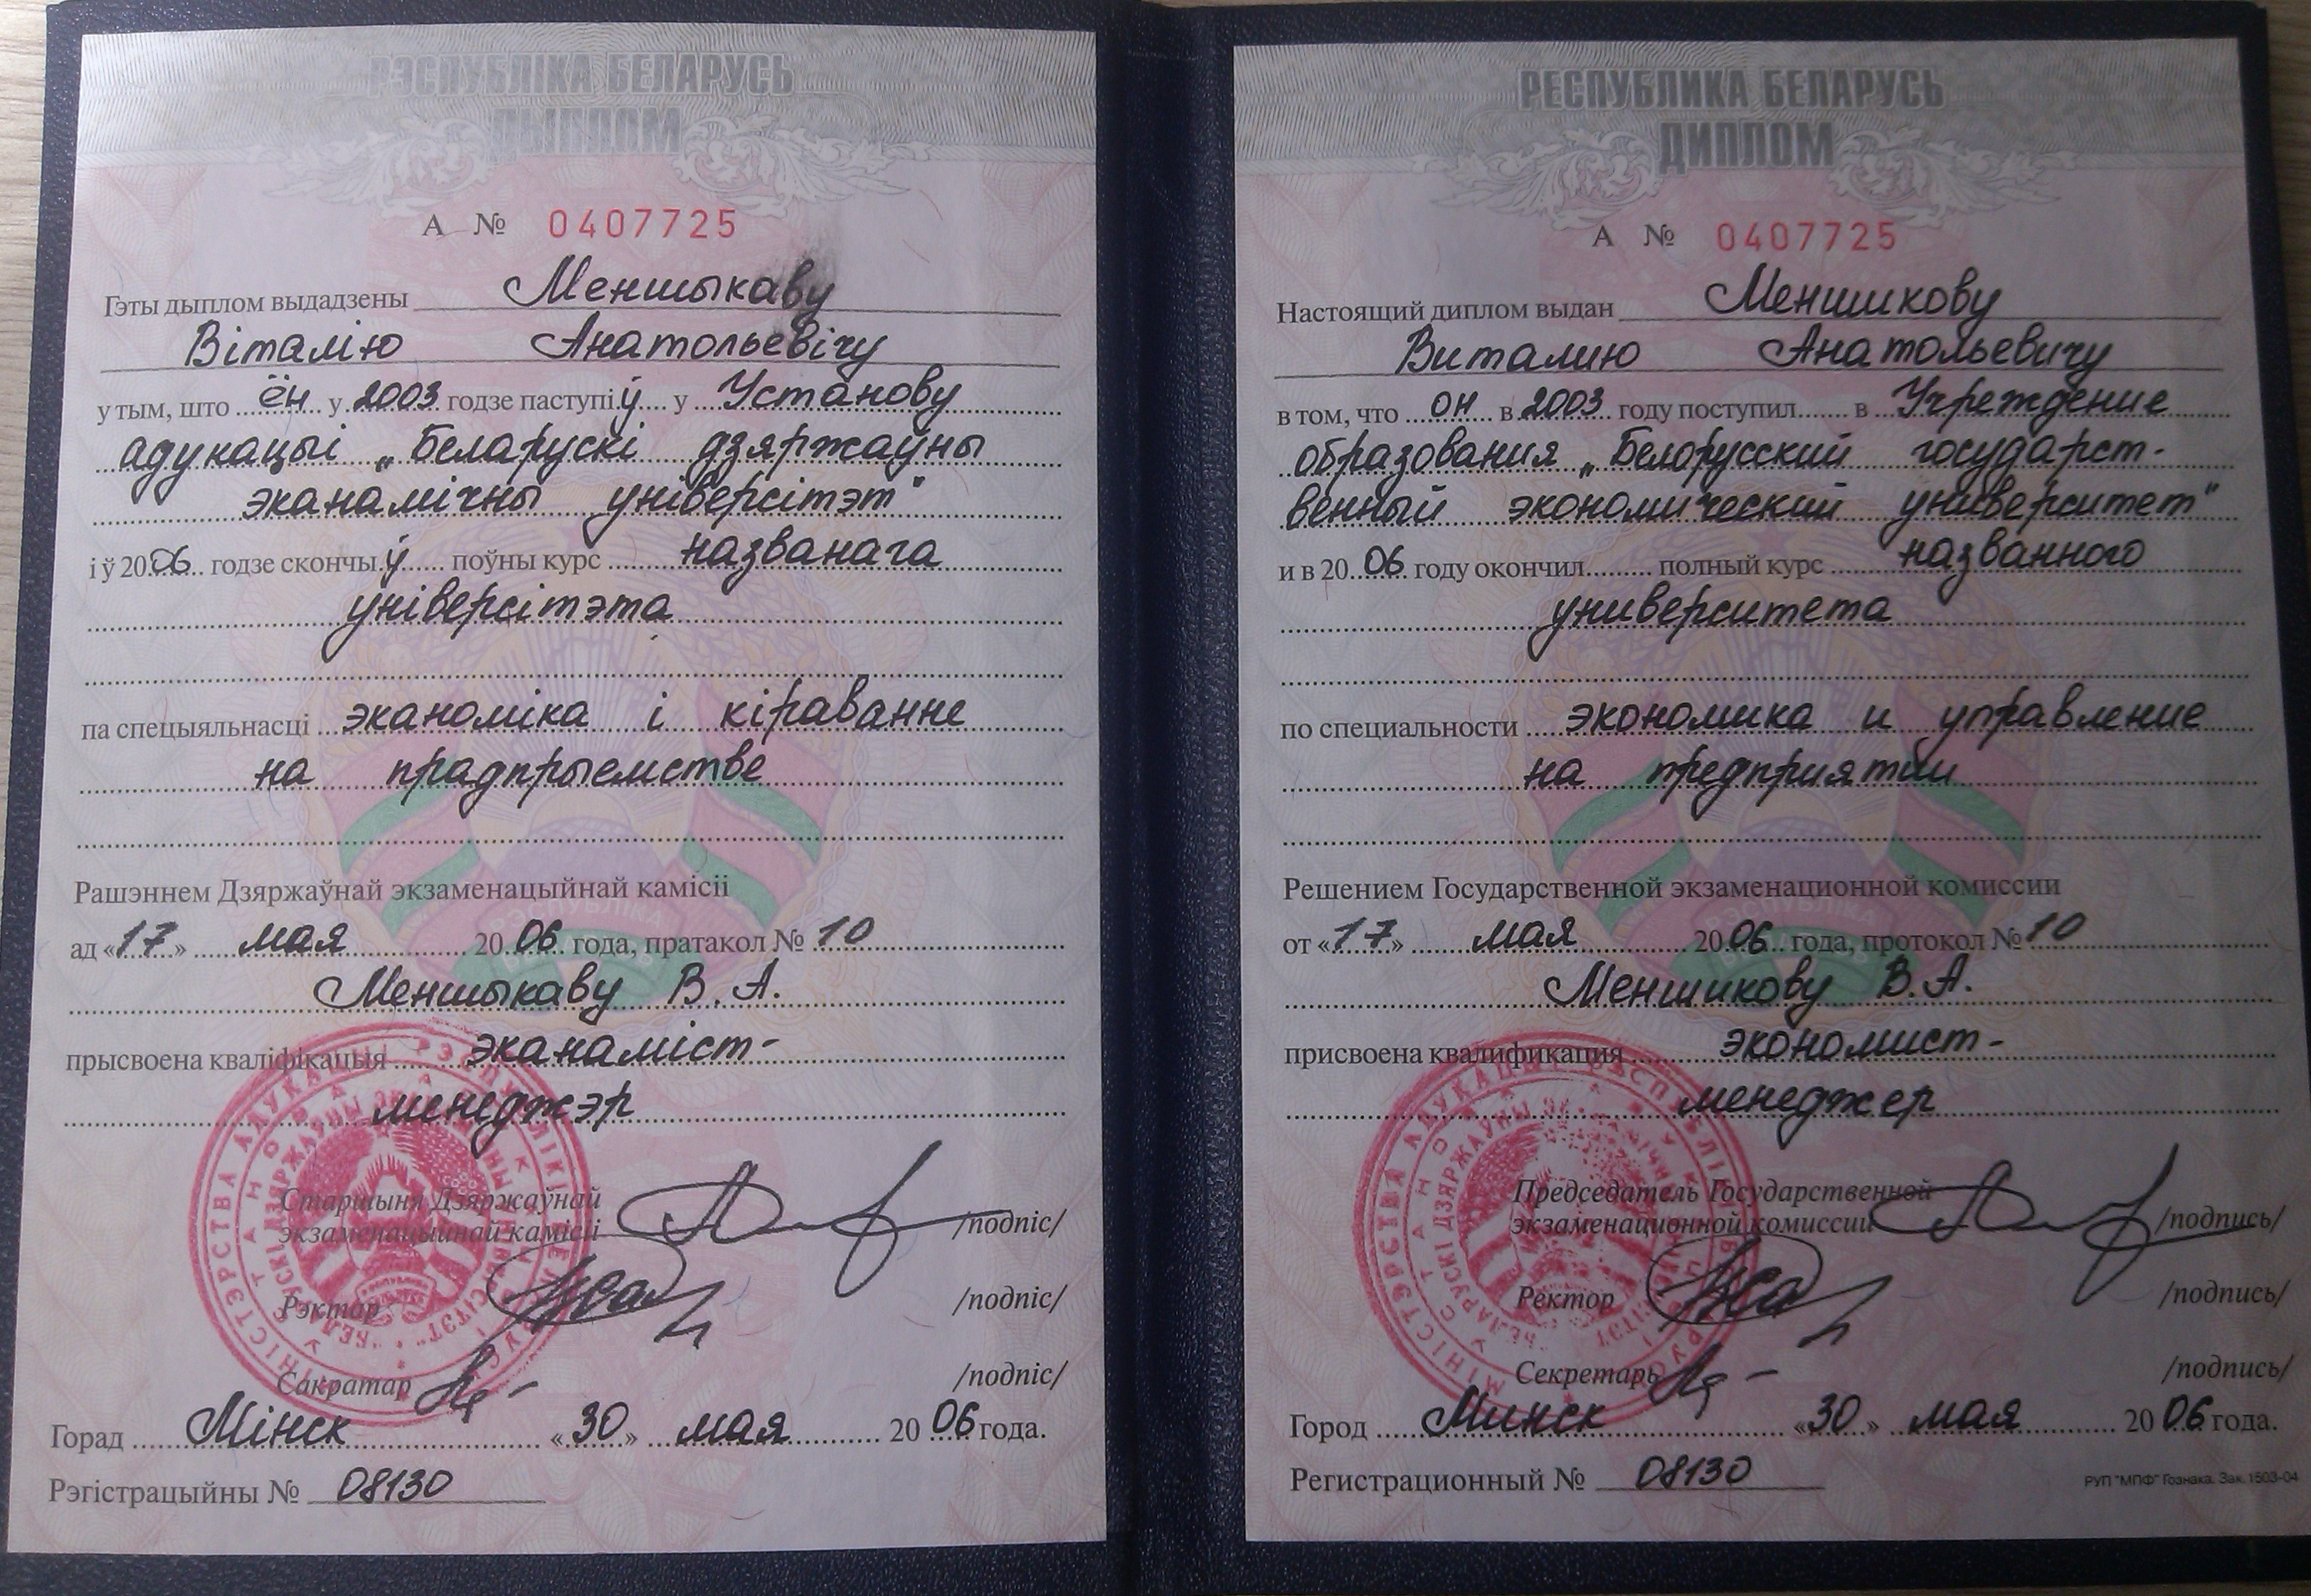 РЭСПУБЛІКА БЕЛАРУСЬ
ДЫПЛОМ
А № 0407725
Гэты дыплом выдадзены Меншыкаву
Віталію Анатольевічу
у тым, што ён у 2003 годзе паступіў у Установу
адукацыі „Беларускі дзяржаўны
эканамічны універсітэт"
і ў 2006 годзе скончыў поўны курс названага
універсітэта
па спецыяльнасці эканоміка і кіраванне
на прадпрыемстве
Рашэннем Дзяржаўнай экзаменацыйнай камісіі
ад «17» мая 2006 года, пратакол № 10
Меншыкаву В.А.
прысвоена кваліфікацыя эканаміст-
менеджэр
Старшыня Дзяржаўнай
экзаменацыйнай камісіі /подпіс/
Рэктар /подпіс/
Сакратар /подпіс/
Горад Мінск «30» мая 2006 года.
Рэгістрацыйны № 08130
РЕСПУБЛИКА БЕЛАРУСЬ
ДИПЛОМ
А № 0407725
Настоящий диплом выдан Меншикову
Виталию Анатольевичу
в том, что он в 2003 году поступил в Учреждение
образования „Белорусский государст-
венный экономический университет"
и в 2006 году окончил полный курс названного
университета
по специальности экономика и управление
на предприятии
Решением Государственной экзаменационной комиссии
от «17» мая 2006 года, протокол № 10
Меншикову В.А.
присвоена квалификация экономист-
менеджер
Председатель Государственной
экзаменационной комиссии /подпись/
Ректор /подпись/
Секретарь /подпись/
Город Минск «30» мая 2006 года.
Регистрационный № 08130
РУП "МПФ" Гознака. Зак. 1503-04